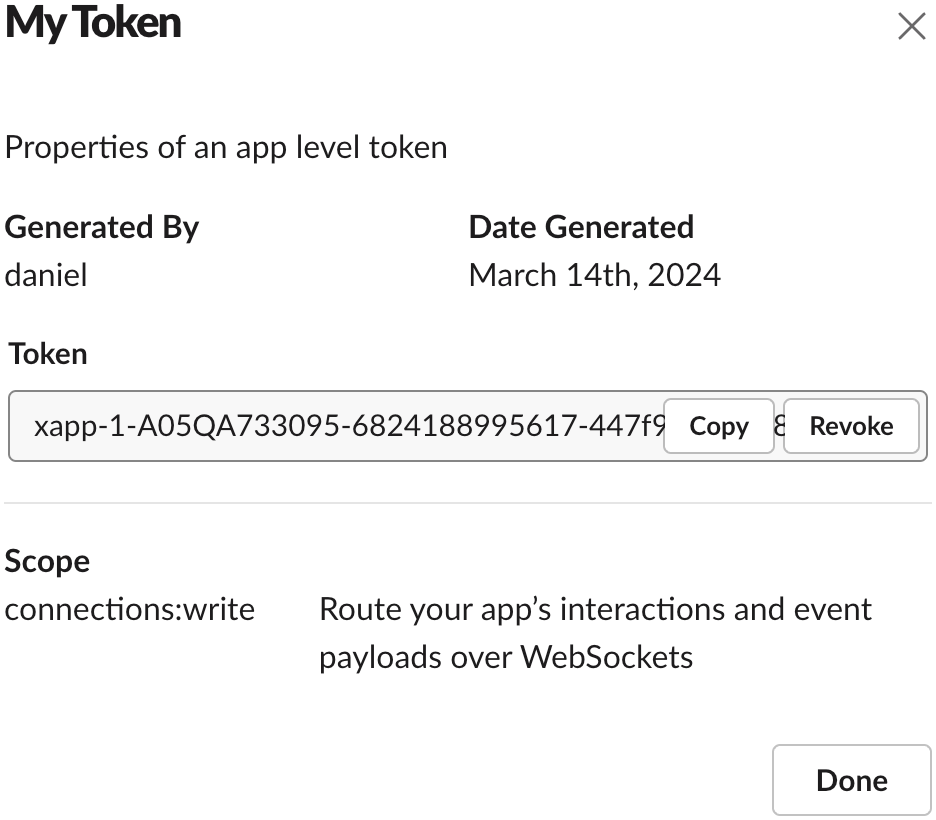 My Token
Properties of an app level token
Generated By
Date Generated
daniel
March 14th, 2024
Token
xapp-1-A05QA733095-6824188995617-447f9
Copy
8
Revoke
Scope
connections:write
Route your app’s interactions and event
payloads over WebSockets
Done